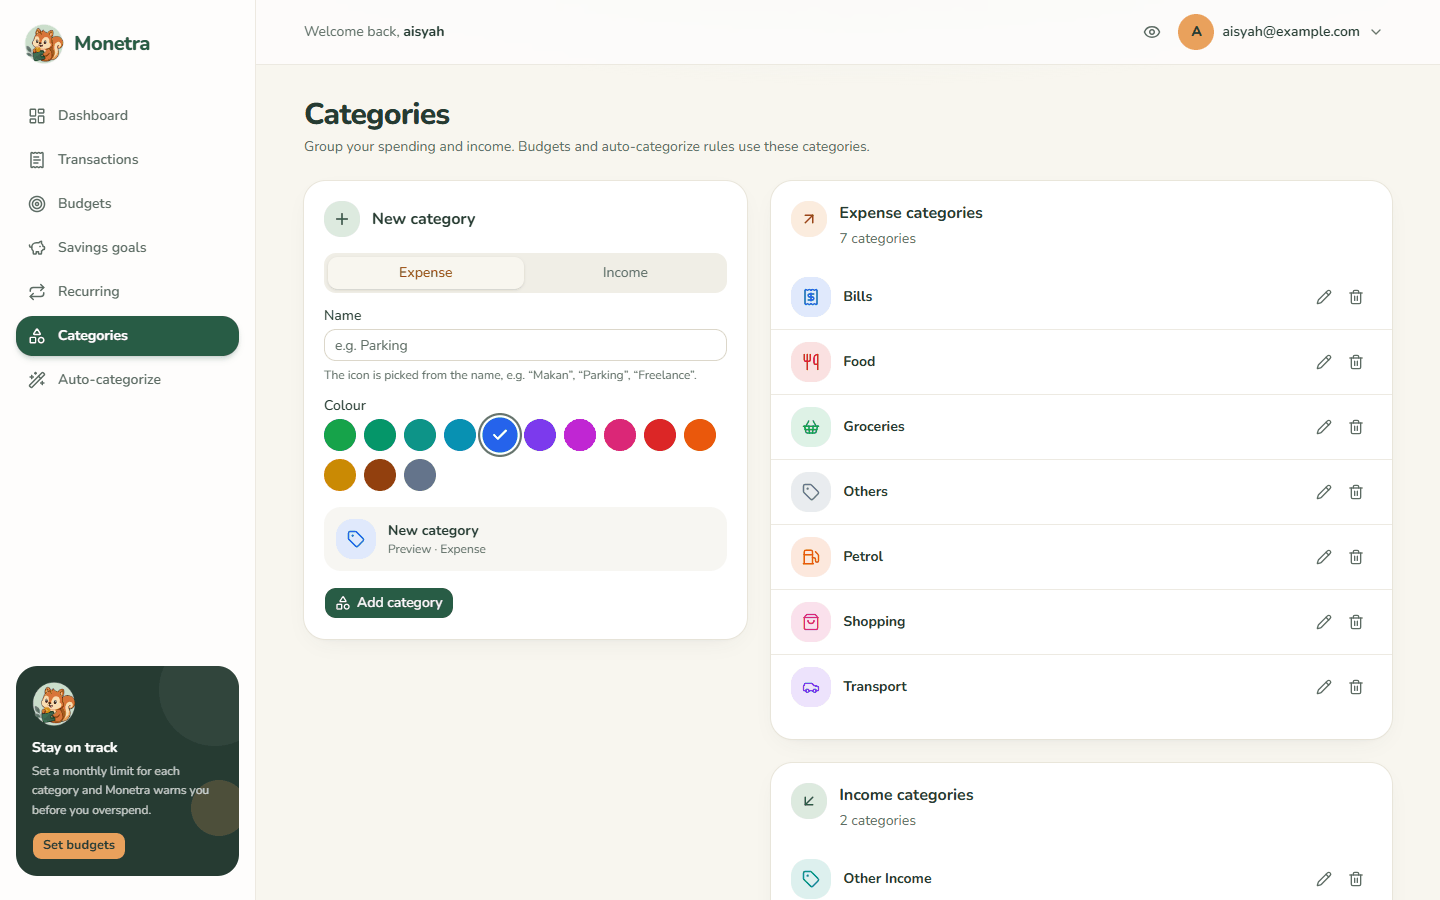 Monetra
Dashboard
Transactions
Budgets
Savings goals
Recurring
Categories
Auto-categorize
Stay on track
Set a monthly limit for each
category and Monetra warns you
before you overspend.
Set budgets
Welcome back, aisyah
A
aisyah@example.com
Categories
Group your spending and income. Budgets and auto-categorize rules use these categories.
New category
Expense
Income
Name
e.g. Parking
The icon is picked from the name, e.g. “Makan”, “Parking”, “Freelance”.
Colour
New category
Preview · Expense
Add category
Expense categories
7 categories
Bills
Food
Groceries
Others
Petrol
Shopping
Transport
Income categories
2 categories
Other Income